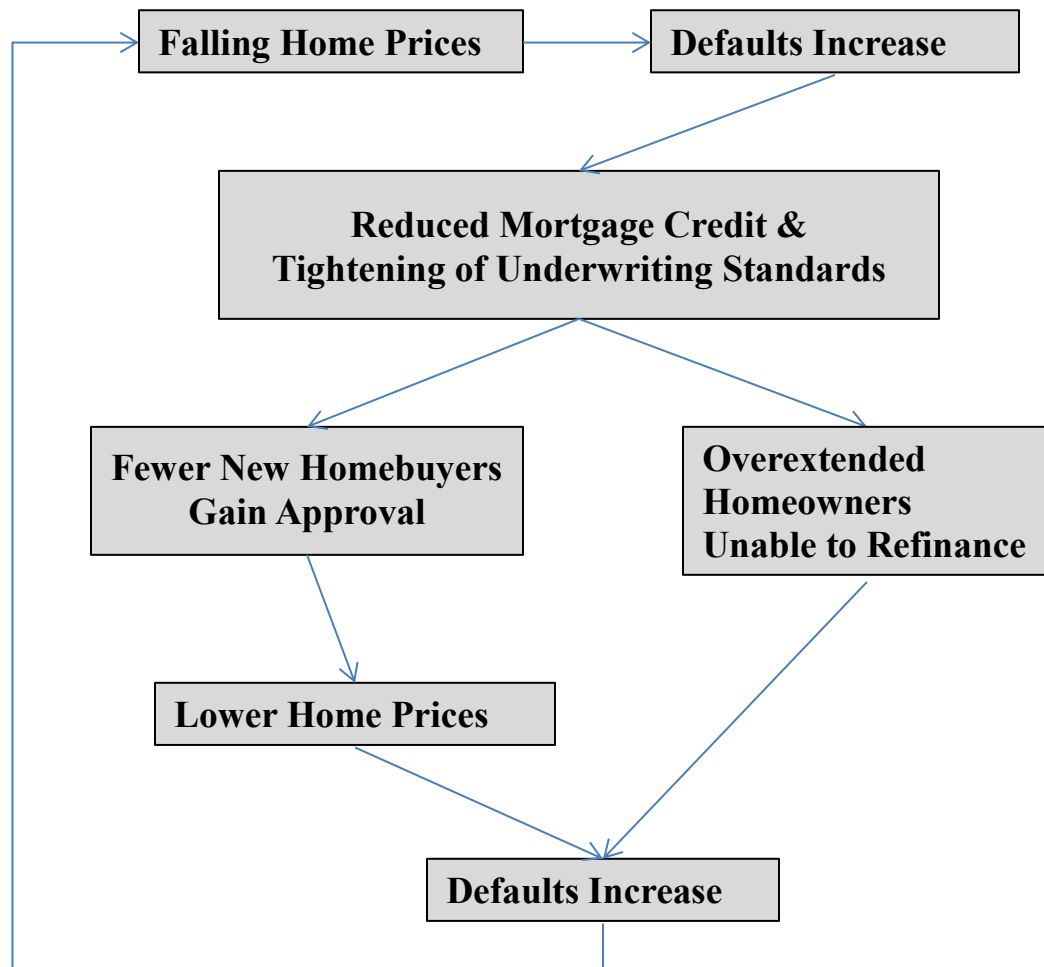 Falling Home Prices
Defaults Increase
Reduced Mortgage Credit &
Tightening of Underwriting Standards
Fewer New Homebuyers
Gain Approval
Overextended
Homeowners
Unable to Refinance
Lower Home Prices
Defaults Increase